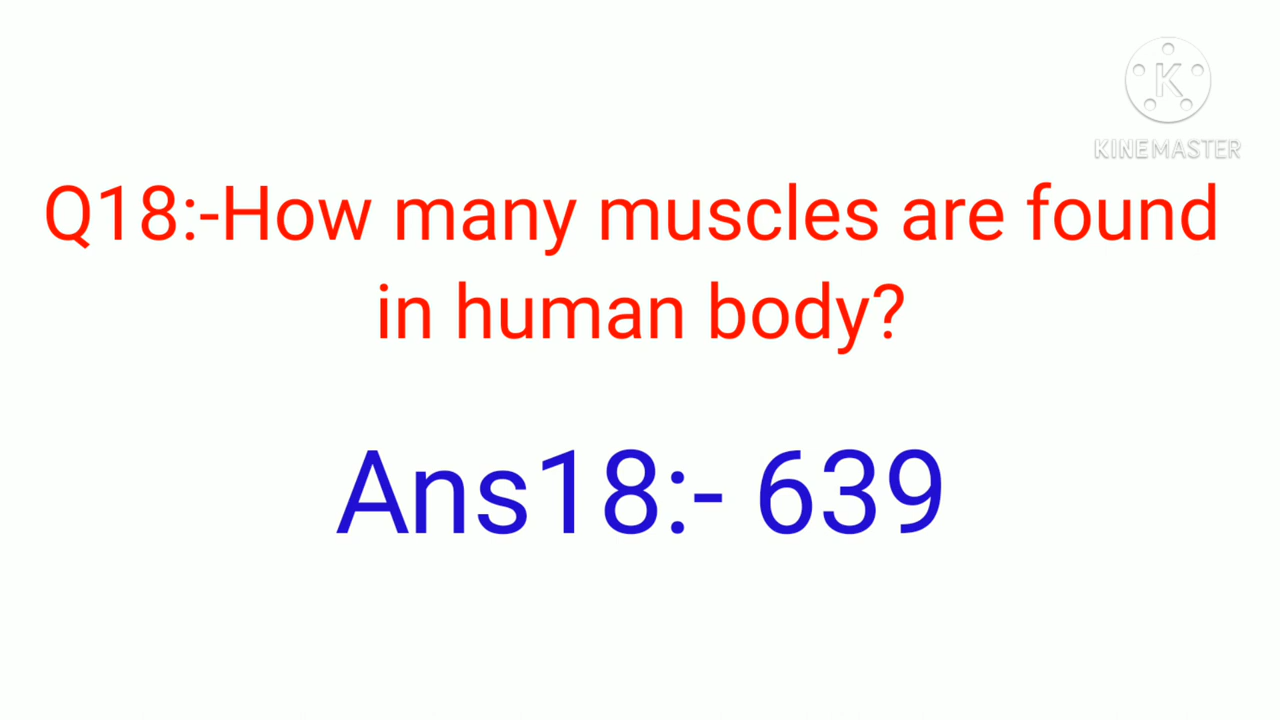 K
KINEMASTER
Q18:-How many muscles are found
in human body?
Ans18:- 639